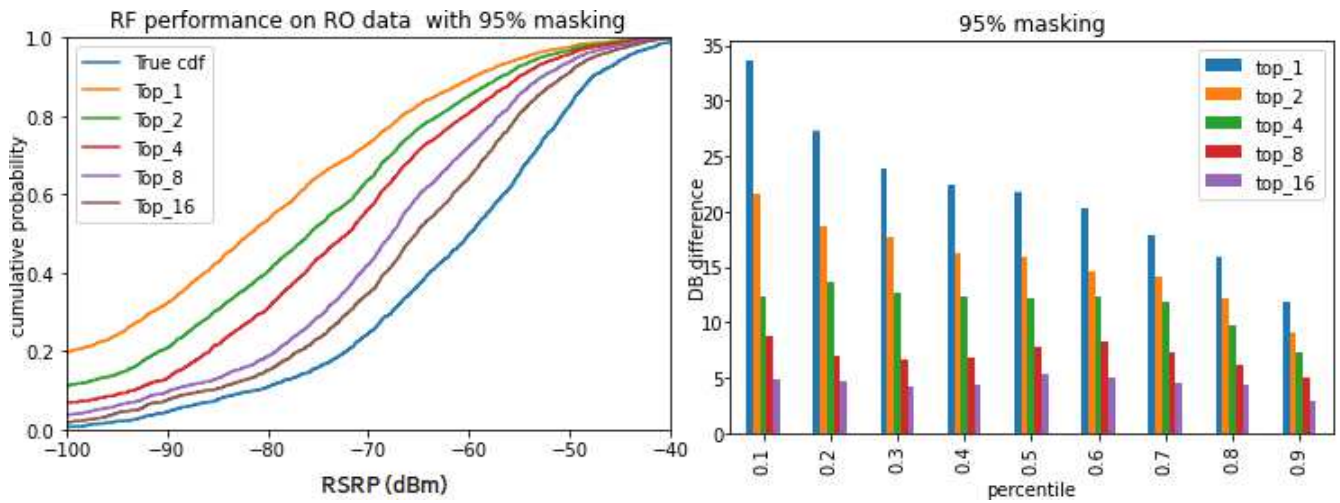 RF performance on RO data with 95% masking
1.0
0.8
0.6
0.4
0.2
0.0
cumulative probability
True cdf
Top_1
Top_2
Top_4
Top_8
Top_16
−100
−90
−80
−70
−60
−50
−40
RSRP (dBm)
95% masking
35
30
25
20
15
10
5
0
DB difference
top_1
top_2
top_4
top_8
top_16
0.1
0.2
0.3
0.4
0.5
0.6
0.7
0.8
0.9
percentile